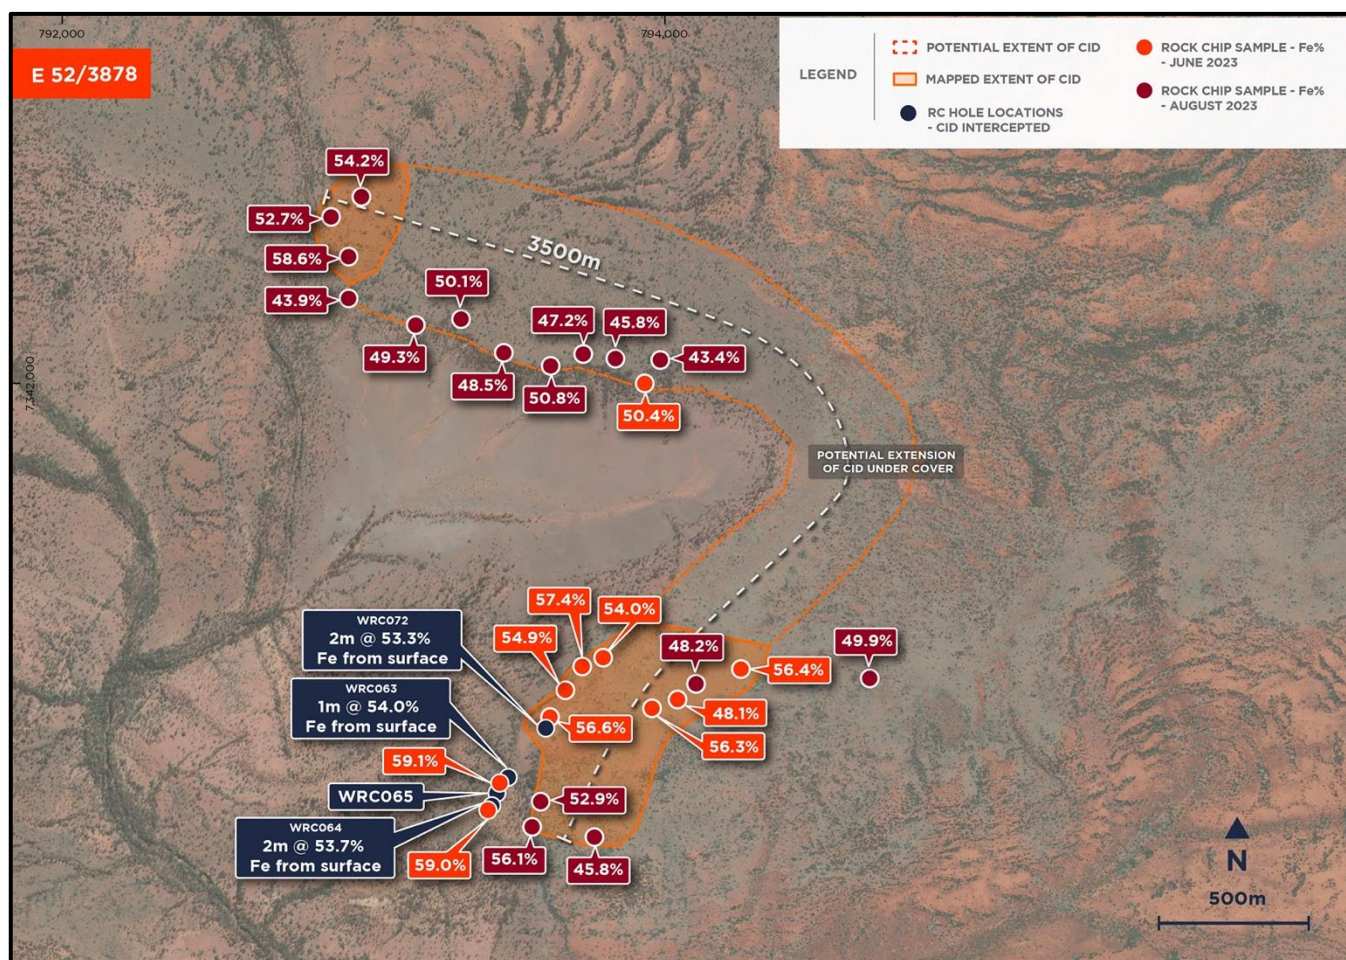 792,000
794,000
E 52/3878
LEGEND
POTENTIAL EXTENT OF CID
MAPPED EXTENT OF CID
RC HOLE LOCATIONS
- CID INTERCEPTED
ROCK CHIP SAMPLE - Fe%
- JUNE 2023
ROCK CHIP SAMPLE - Fe%
- AUGUST 2023
54.2%
52.7%
58.6%
43.9%
3500m
50.1%
47.2%
45.8%
49.3%
43.4%
48.5%
50.8%
50.4%
7,342,000
POTENTIAL EXTENSION
OF CID UNDER COVER
57.4%
54.0%
54.9%
48.2%
49.9%
WRC072
2m @ 53.3%
Fe from surface
56.4%
WRC063
1m @ 54.0%
Fe from surface
56.6%
48.1%
56.3%
59.1%
WRC065
52.9%
WRC064
2m @ 53.7%
Fe from surface
59.0%
56.1%
45.8%
N
500m